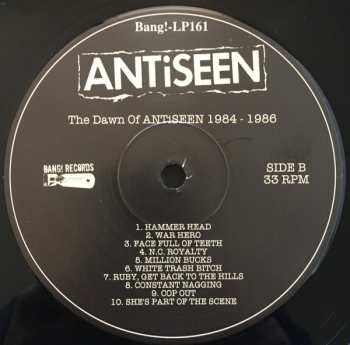 Bang!-LP161
ANTiSEEN
The Dawn Of ANTiSEEN 1984 - 1986
BANG! RECORDS
SIDE B
33 RPM
1. HAMMER HEAD
2. WAR HERO
3. FACE FULL OF TEETH
4. N.C. ROYALTY
5. MILLION BUCKS
6. WHITE TRASH BITCH
7. RUBY, GET BACK TO THE HILLS
8. CONSTANT NAGGING
9. COP OUT
10. SHE'S PART OF THE SCENE